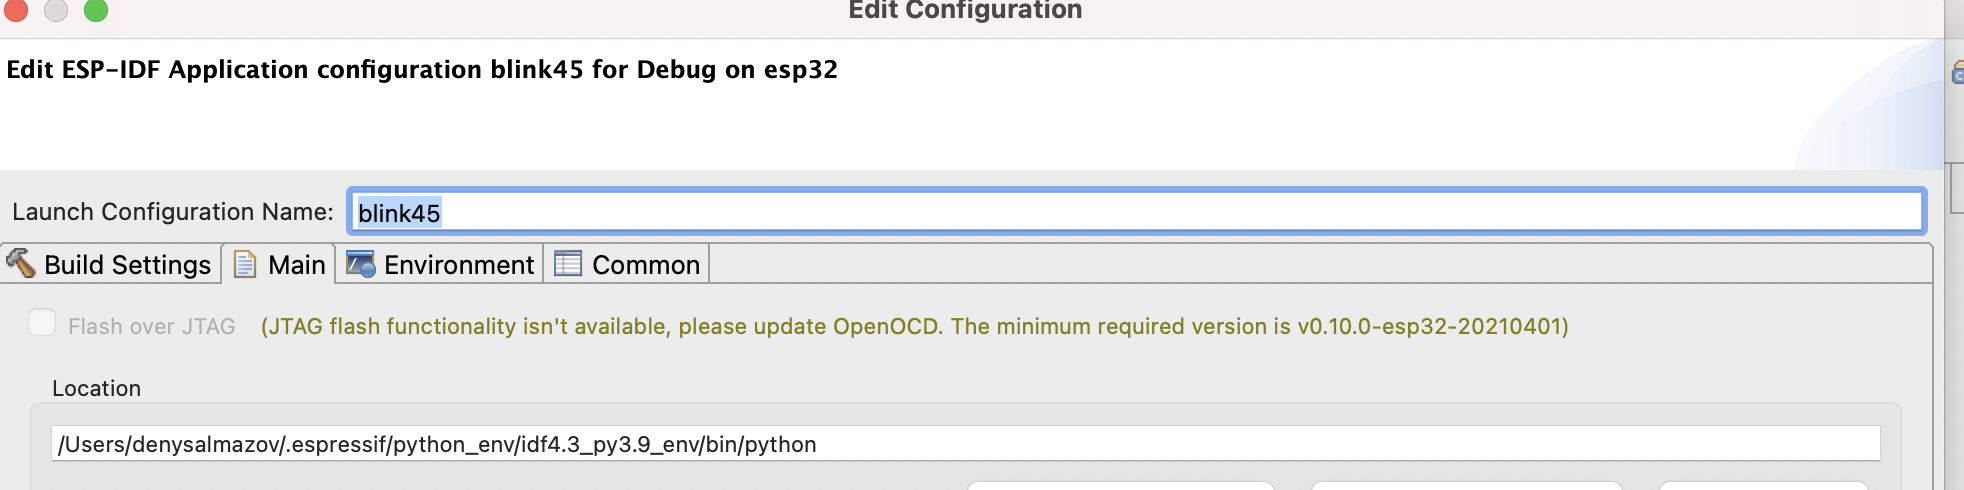 Edit Configuration
Edit ESP-IDF Application configuration blink45 for Debug on esp32
Launch Configuration Name: blink45
Build Settings Main Environment Common
Flash over JTAG (JTAG flash functionality isn't available, please update OpenOCD. The minimum required version is v0.10.0-esp32-20210401)
Location
/Users/denysalmazov/.espressif/python_env/idf4.3_py3.9_env/bin/python